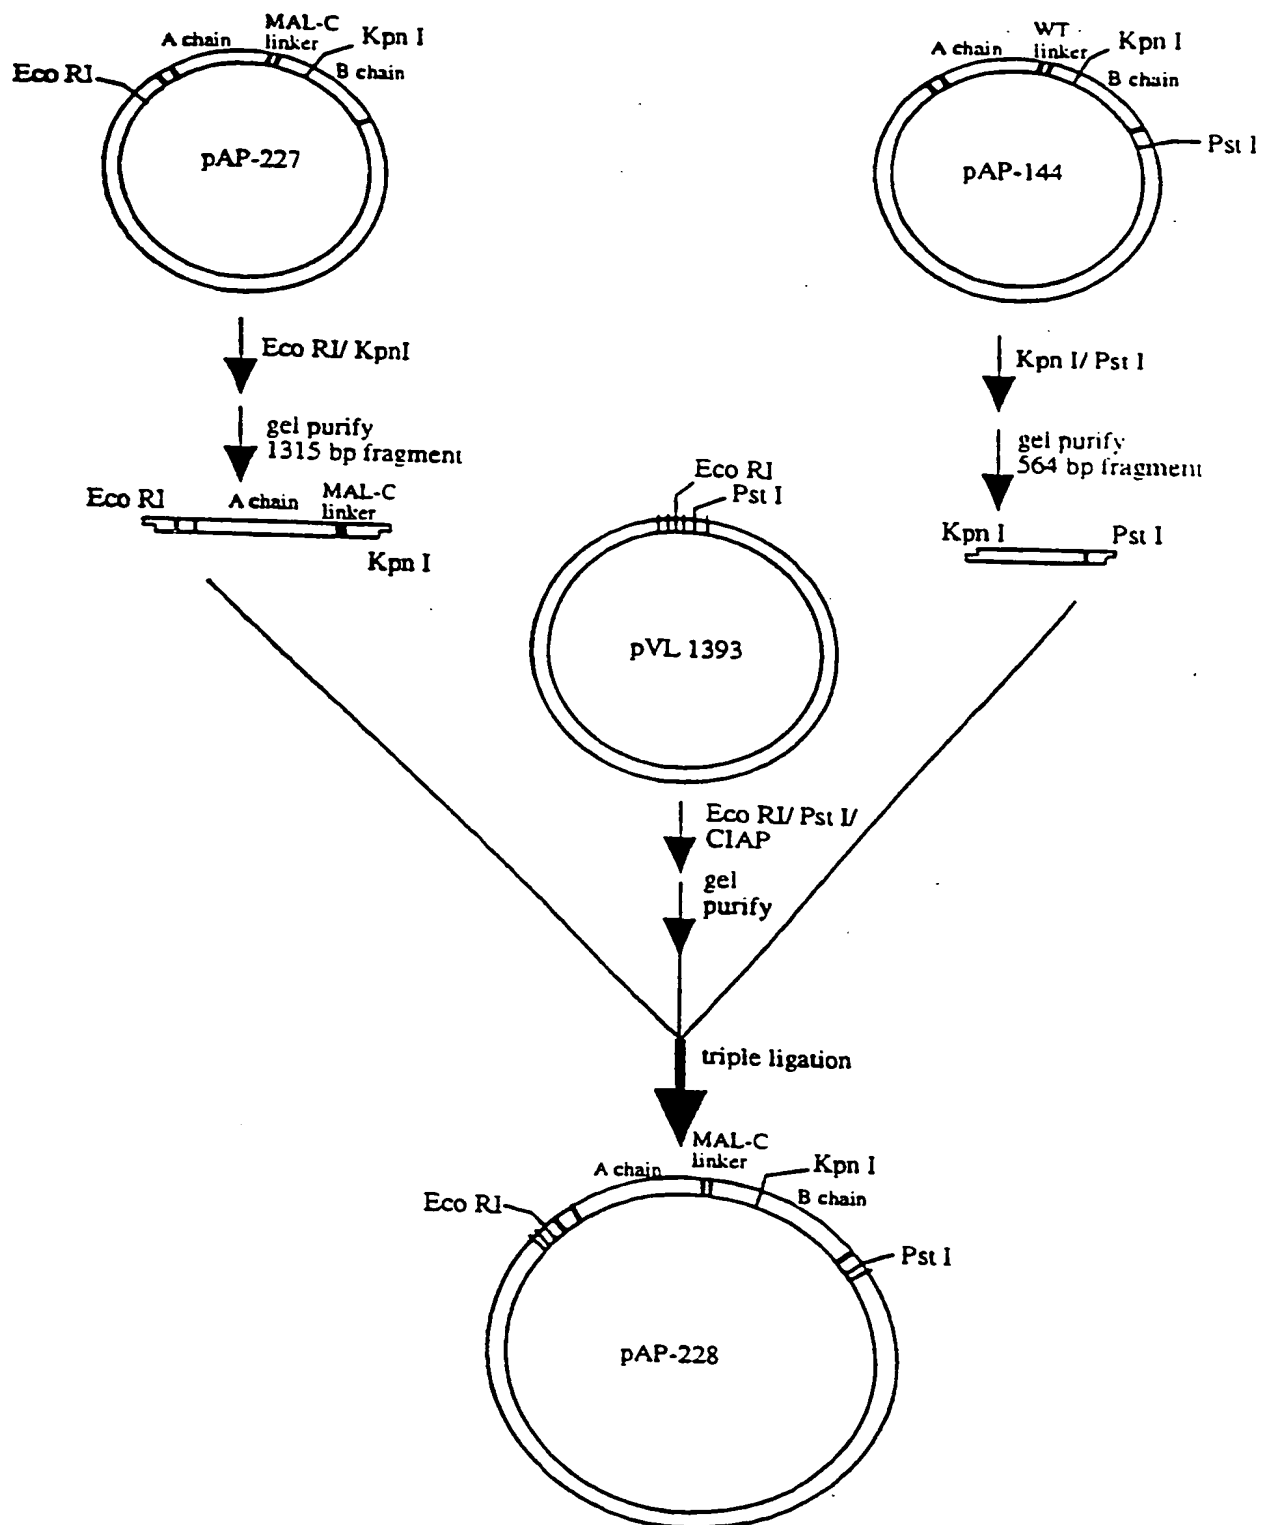 A chain
MAL-C
linker
Kpn I
Eco RI
B chain
pAP-227
A chain
WT
linker
Kpn I
B chain
Pst I
pAP-144
Eco RI/ KpnI
gel purify
1315 bp fragment
Eco RI
A chain
MAL-C
linker
Kpn I
Kpn I/ Pst I
gel purify
564 bp fragment
Kpn I
Pst I
Eco RI
Pst I
pVL 1393
Eco RI/ Pst I/
CIAP
gel
purify
triple ligation
MAL-C
linker
A chain
Kpn I
B chain
Eco RI
Pst I
pAP-228